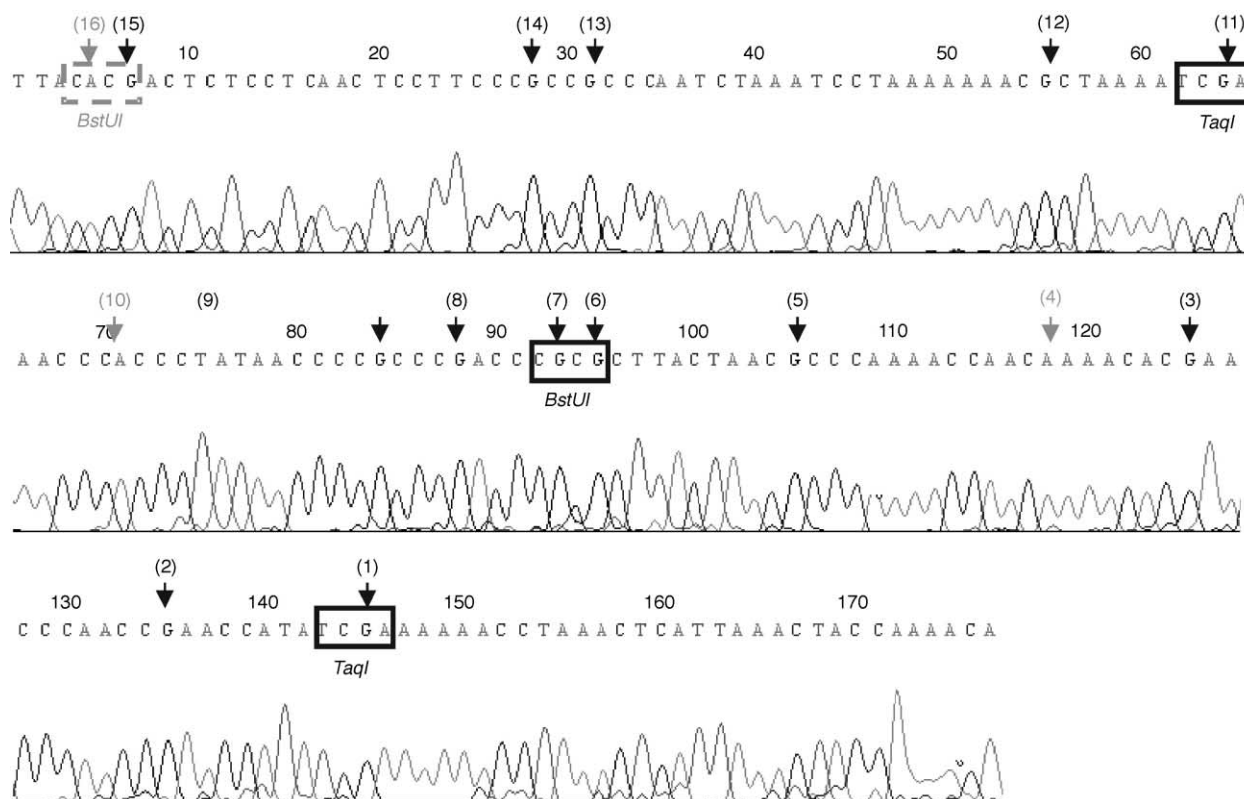 (16) (15) (14) (13) (12) (11)
10 20 30 40 50 60
T T A C A C G A C T C T C C T C A A C T C C T T C C C G C C G C C C A A T C T A A A T C C T A A A A A A A C G C T A A A A T C G A
BstUI TaqI
(10) (9) (8) (7) (6) (5) (4) (3)
70 80 90 100 110 120
A A C C C A C C C T A T A A C C C C G C C C G A C C C G C G C T T A C T A A C G C C C A A A A C C A A C A A A A C A C G A A
BstUI
(2) (1)
130 140 150 160 170
C C C A A C C G A A C C A T A T C G A A A A A C C T A A A C T C A T T A A A C T A C C A A A A C A
TaqI